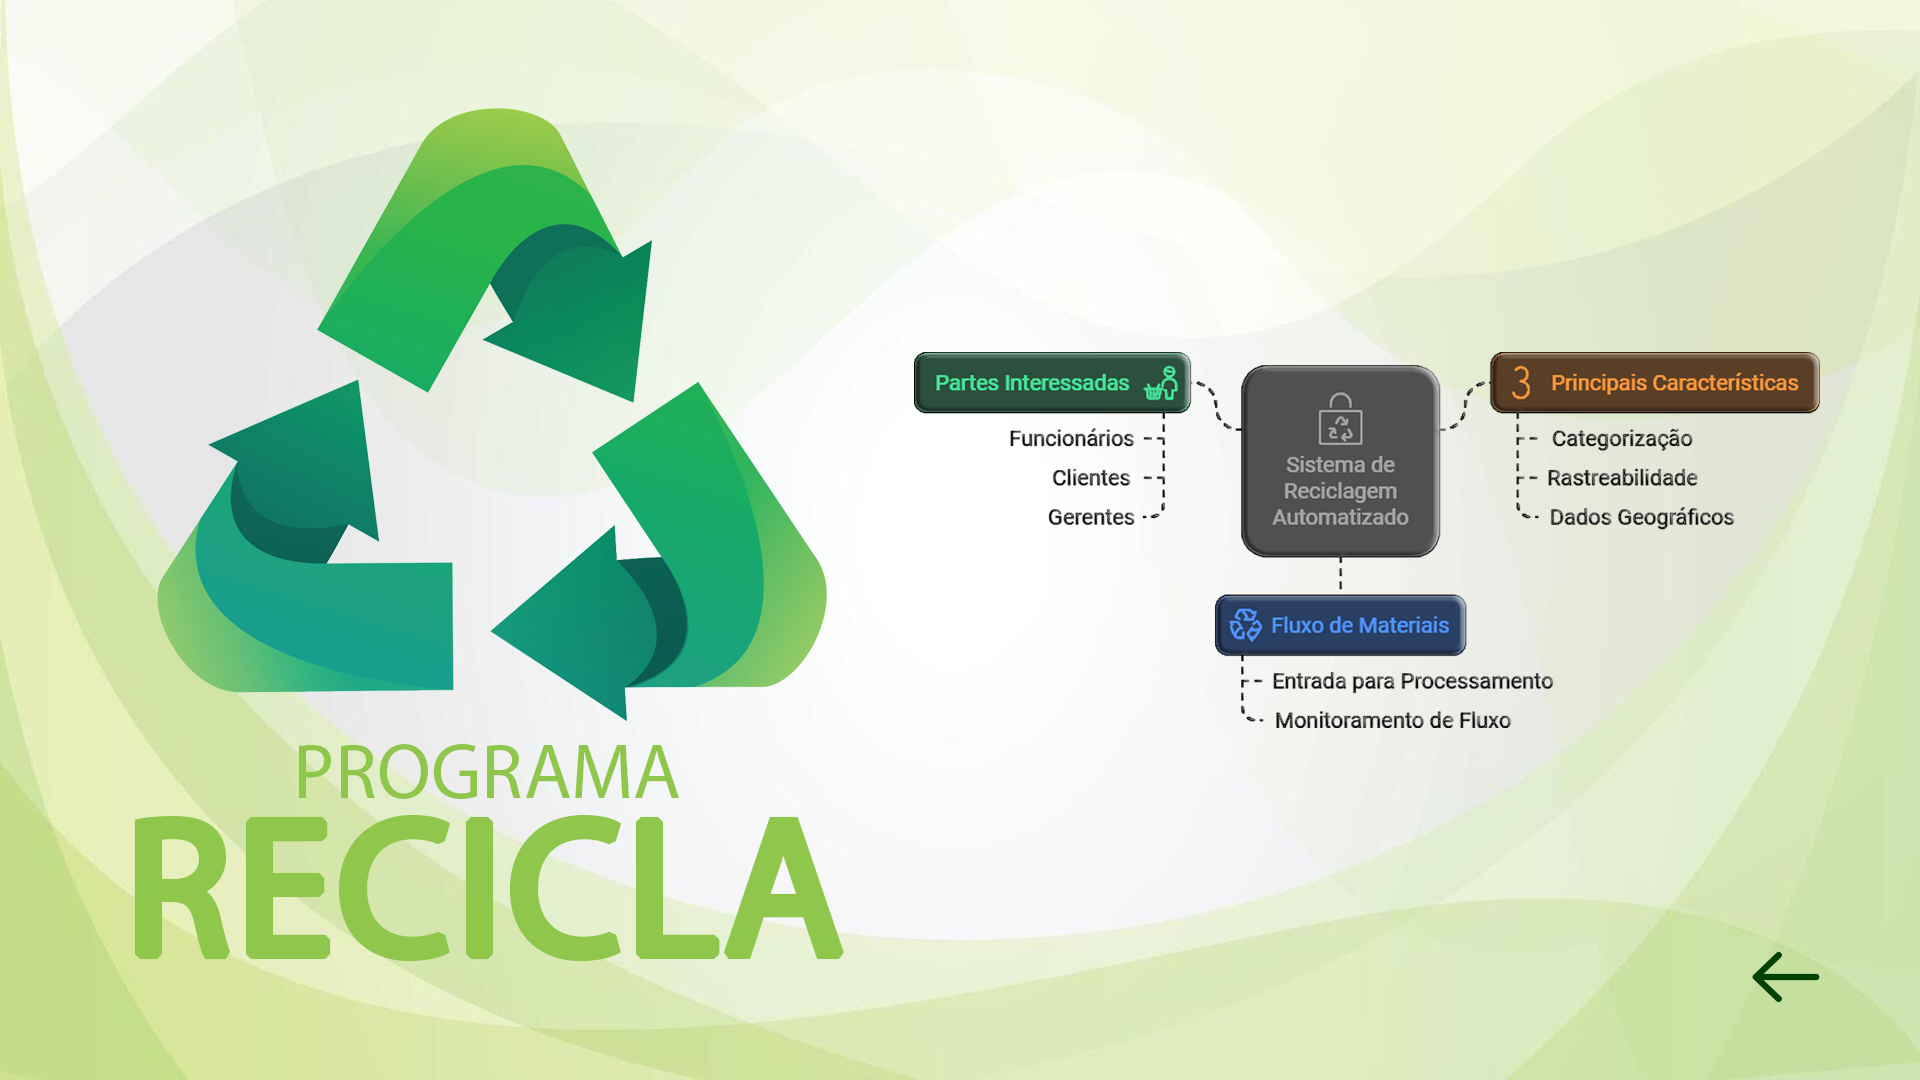 PROGRAMA
RECICLA
Partes Interessadas
Funcionários
Clientes
Gerentes
Sistema de
Reciclagem
Automatizado
3 Principais Características
Categorização
Rastreabilidade
Dados Geográficos
Fluxo de Materiais
Entrada para Processamento
Monitoramento de Fluxo